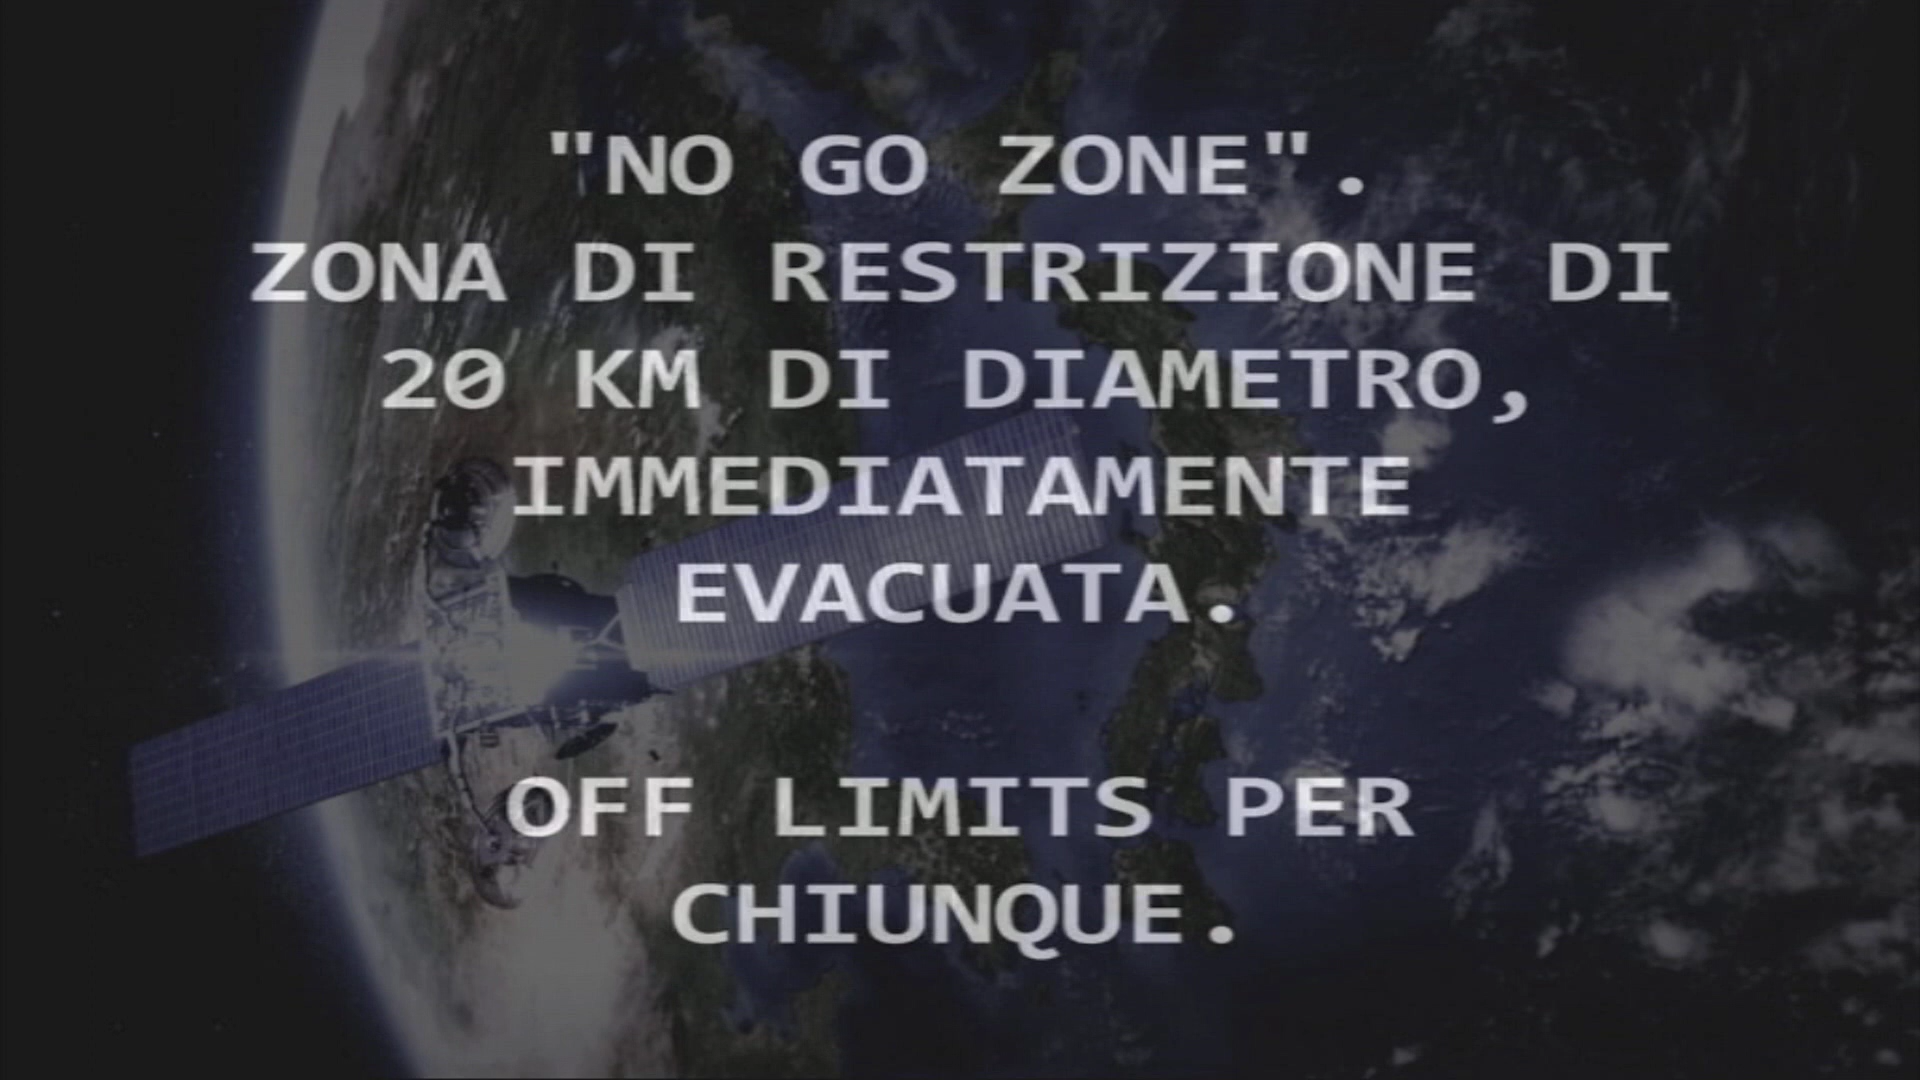 "NO GO ZONE".
ZONA DI RESTRIZIONE DI
20 KM DI DIAMETRO,
IMMEDIATAMENTE
EVACUATA.
OFF LIMITS PER
CHIUNQUE.